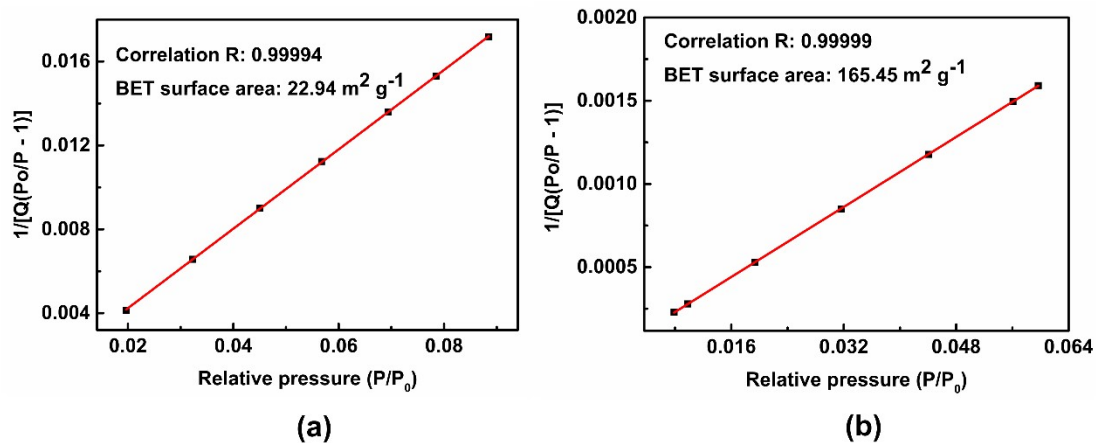 Correlation R: 0.99994
BET surface area: 22.94 m² g⁻¹
1/[Q(Po/P - 1)]
0.016
0.012
0.008
0.004
0.02
0.04
0.06
0.08
Relative pressure (P/P₀)
(a)
Correlation R: 0.99999
BET surface area: 165.45 m² g⁻¹
1/[Q(Po/P - 1)]
0.0020
0.0015
0.0010
0.0005
0.016
0.032
0.048
0.064
Relative pressure (P/P₀)
(b)